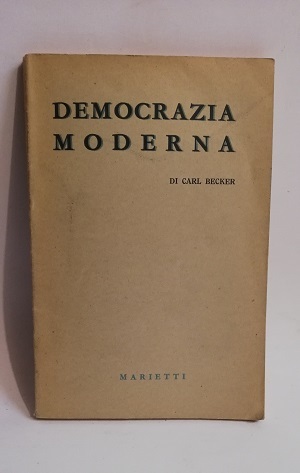 DEMOCRAZIA
MODERNA
DI CARL BECKER
MARIETTI